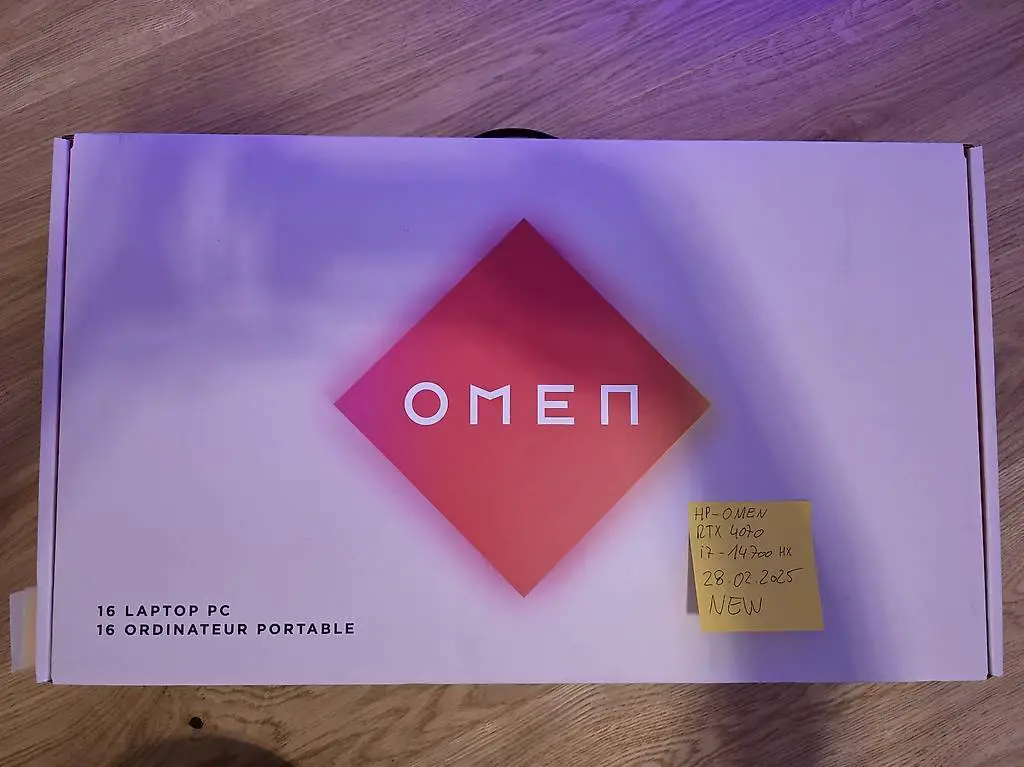 OMEN
HP-OMEN
RTX 4070
i7-14700 HX
28.02.2025
NEW
16 LAPTOP PC
16 ORDINATEUR PORTABLE